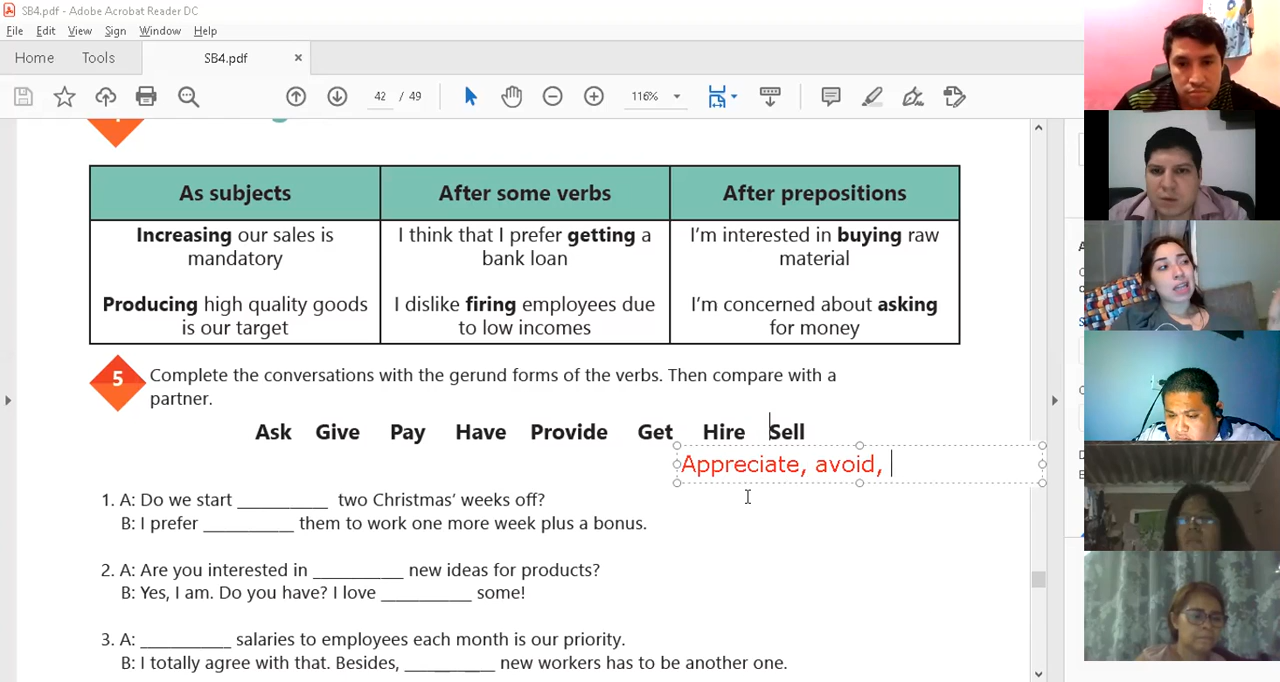 SB4.pdf - Adobe Acrobat Reader DC
File Edit View Sign Window Help
Home Tools SB4.pdf ×
42 / 49 116%
As subjects After some verbs After prepositions
Increasing our sales is mandatory
Producing high quality goods is our target
I think that I prefer getting a bank loan
I dislike firing employees due to low incomes
I'm interested in buying raw material
I'm concerned about asking for money
5 Complete the conversations with the gerund forms of the verbs. Then compare with a
partner.
Ask Give Pay Have Provide Get Hire Sell
Appreciate, avoid,
1. A: Do we start __________ two Christmas' weeks off?
B: I prefer __________ them to work one more week plus a bonus.
2. A: Are you interested in __________ new ideas for products?
B: Yes, I am. Do you have? I love __________ some!
3. A: __________ salaries to employees each month is our priority.
B: I totally agree with that. Besides, __________ new workers has to be another one.